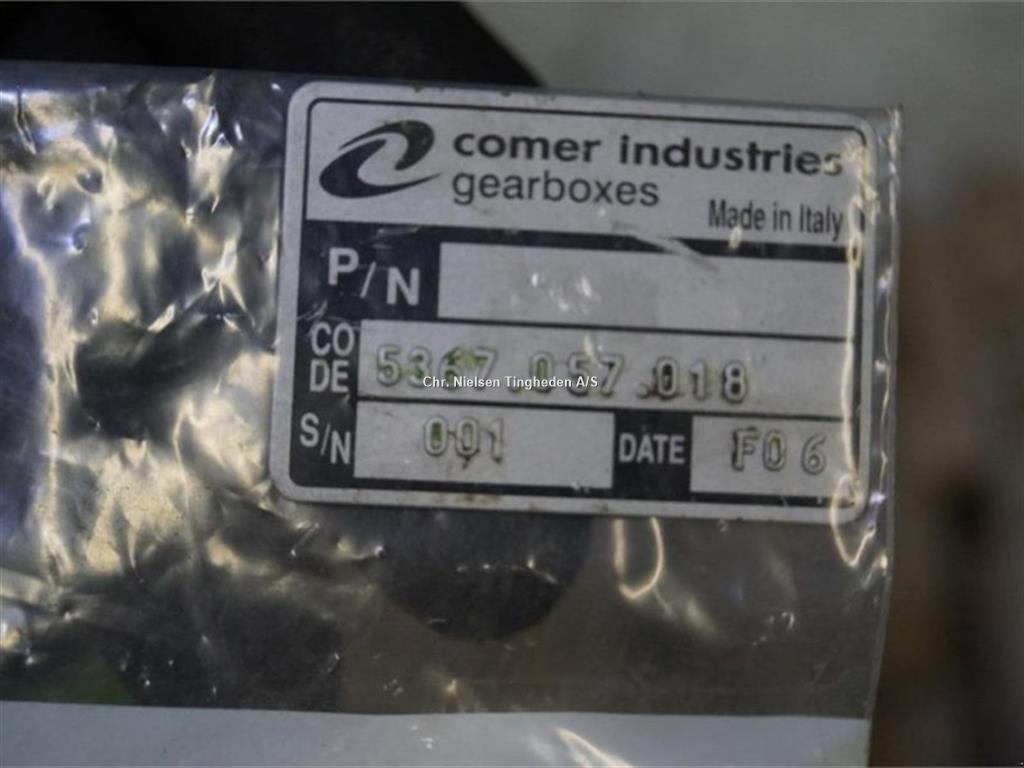 comer industries
gearboxes
Made in Italy
P/N
CO
DE 5367.057.018
Chr. Nielsen Tingheden A/S
S/N 001 DATE F06